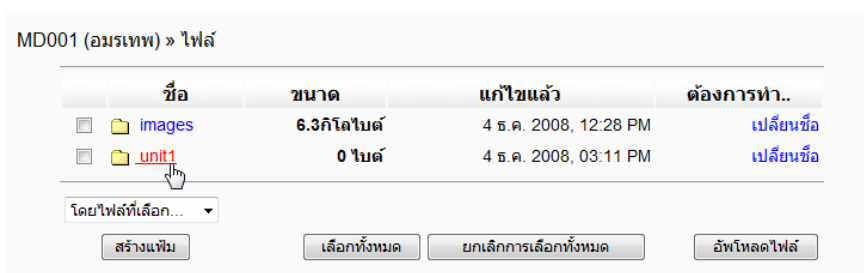 MD001 (อมรเทพ) » ไฟล์
ชื่อ ขนาด แก้ไขแล้ว ต้องการทำ..
images 6.3กิโลไบต์ 4 ธ.ค. 2008, 12:28 PM เปลี่ยนชื่อ
unit1 0 ไบต์ 4 ธ.ค. 2008, 03:11 PM เปลี่ยนชื่อ
โดยไฟล์ที่เลือก...
สร้างแฟ้ม เลือกทั้งหมด ยกเลิกการเลือกทั้งหมด อัพโหลดไฟล์